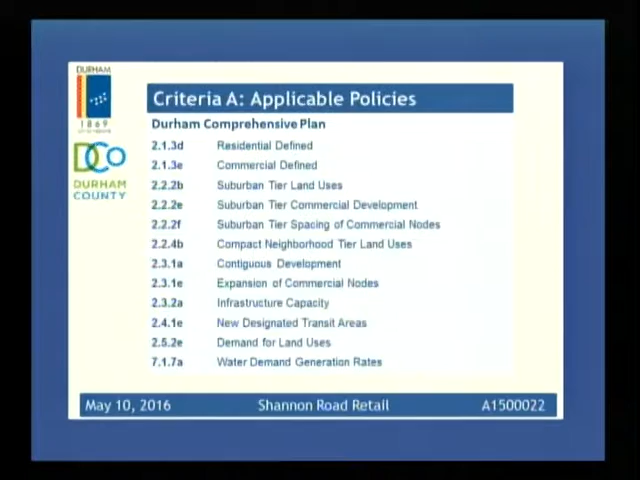 DURHAM
1869
DCO
DURHAM
COUNTY
Criteria A: Applicable Policies
Durham Comprehensive Plan
2.1.3d Residential Defined
2.1.3e Commercial Defined
2.2.2b Suburban Tier Land Uses
2.2.2e Suburban Tier Commercial Development
2.2.2f Suburban Tier Spacing of Commercial Nodes
2.2.4b Compact Neighborhood Tier Land Uses
2.3.1a Contiguous Development
2.3.1e Expansion of Commercial Nodes
2.3.2a Infrastructure Capacity
2.4.1e New Designated Transit Areas
2.5.2e Demand for Land Uses
7.1.7a Water Demand Generation Rates
May 10, 2016 Shannon Road Retail A1500022